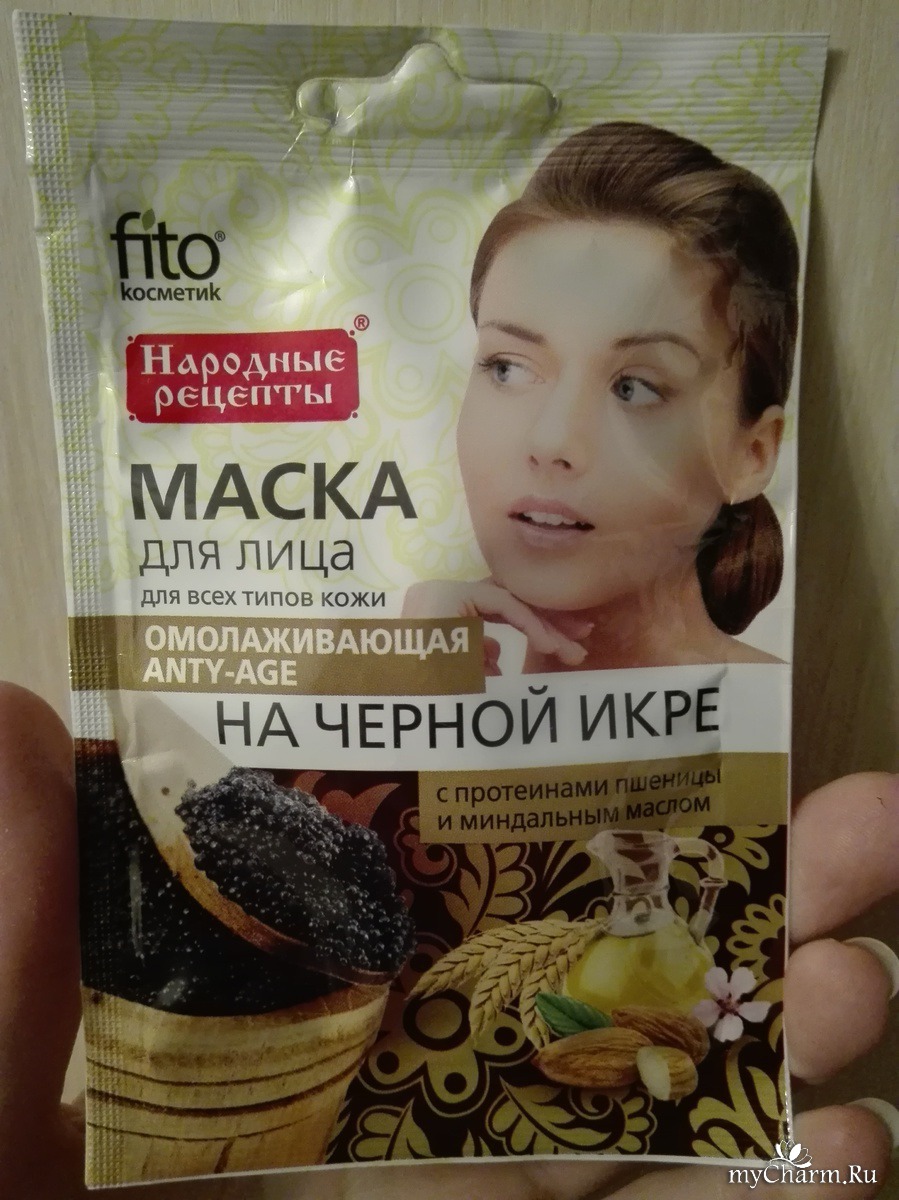 fito®
косметик
Народные®
рецепты
МАСКА
для лица
для всех типов кожи
ОМОЛАЖИВАЮЩАЯ
ANTY-AGE
НА ЧЕРНОЙ ИКРЕ
с протеинами пшеницы
и миндальным маслом
myCharm.Ru